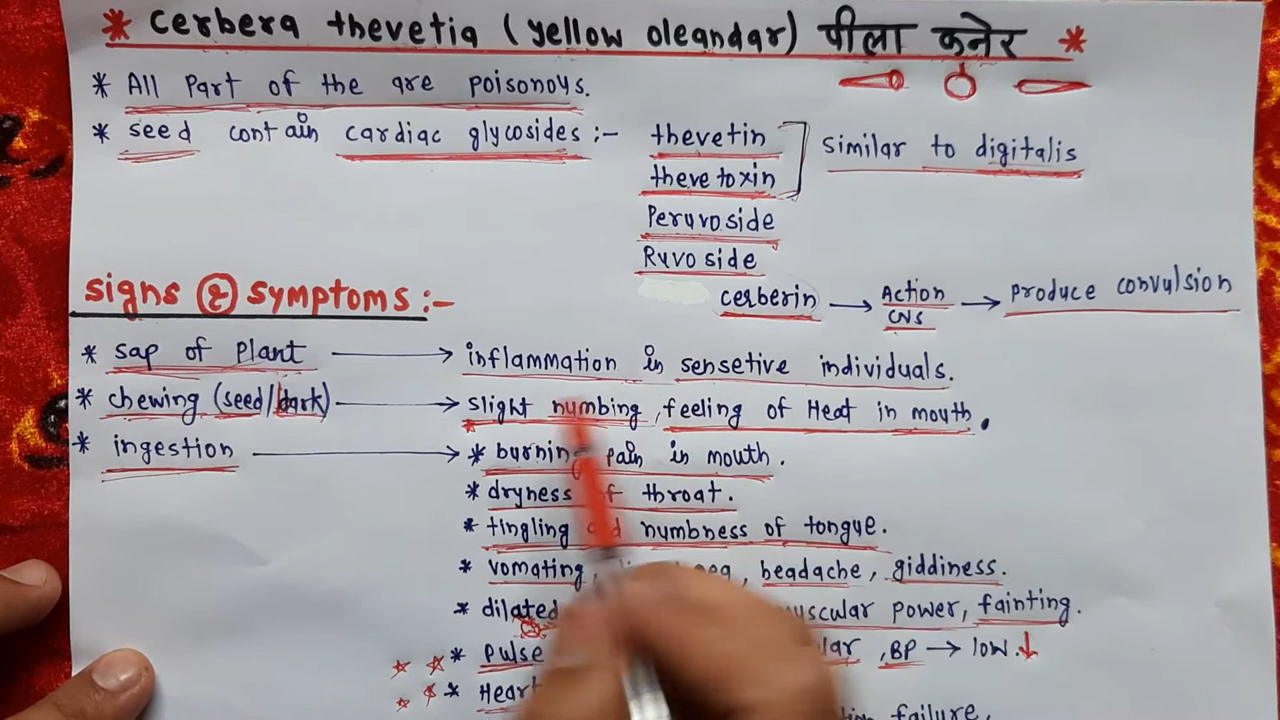 * Cerbera thevetia (yellow oleandar) पीला कनेर *
* All Part of the are poisonous.
* seed contain cardiac glycosides :- thevetin
thevetoxin
similar to digitalis
Peruvoside
Ruvoside
cerberin → Action CNS → Produce convulsion
signs & symptoms :-
* sap of Plant → inflammation in sensetive individuals.
* chewing (seed/bark) → slight numbing, feeling of Heat in mouth.
* ingestion → * burning pain in mouth.
* dryness of throat.
* tingling and numbness of tongue.
* vomating, headache, giddiness.
* dilated power, fainting.
* Pulse , BP → low ↓
* Heart
failure,